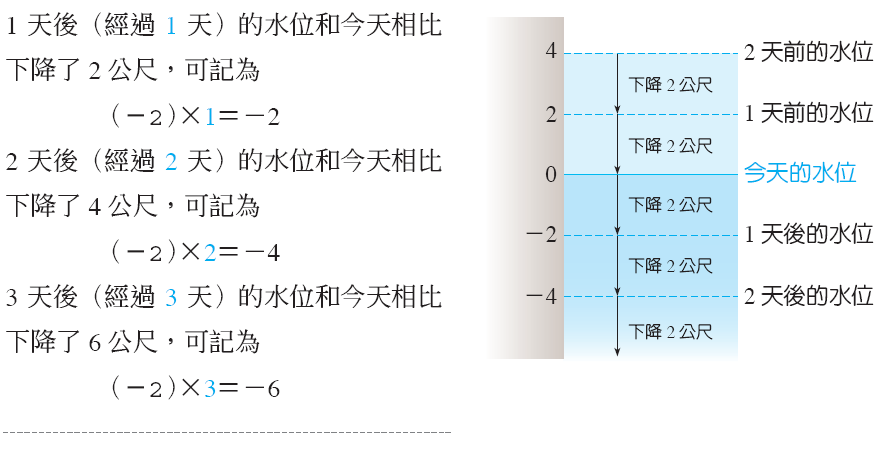 1 天後（經過 1 天）的水位和今天相比
下降了 2 公尺，可記為
(－2)×1＝－2
2 天後（經過 2 天）的水位和今天相比
下降了 4 公尺，可記為
(－2)×2＝－4
3 天後（經過 3 天）的水位和今天相比
下降了 6 公尺，可記為
(－2)×3＝－6
4 2 天前的水位
下降 2 公尺
2 1 天前的水位
下降 2 公尺
0 今天的水位
下降 2 公尺
－2 1 天後的水位
下降 2 公尺
－4 2 天後的水位
下降 2 公尺